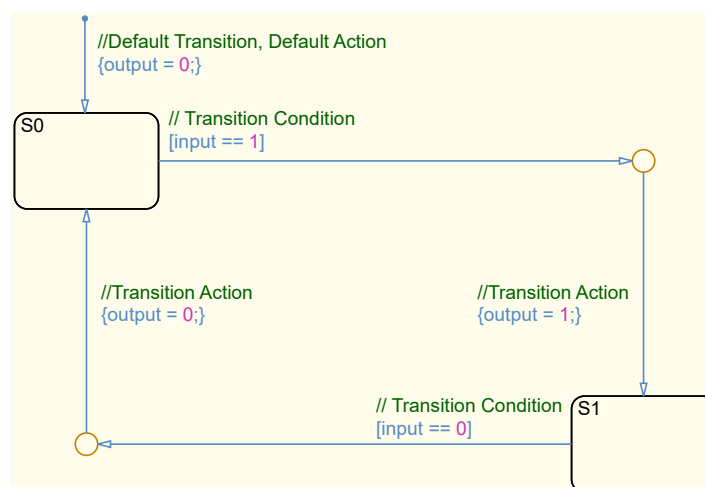 //Default Transition, Default Action
{output = 0;}
S0
// Transition Condition
[input == 1]
//Transition Action
{output = 0;}
//Transition Action
{output = 1;}
// Transition Condition
[input == 0]
S1